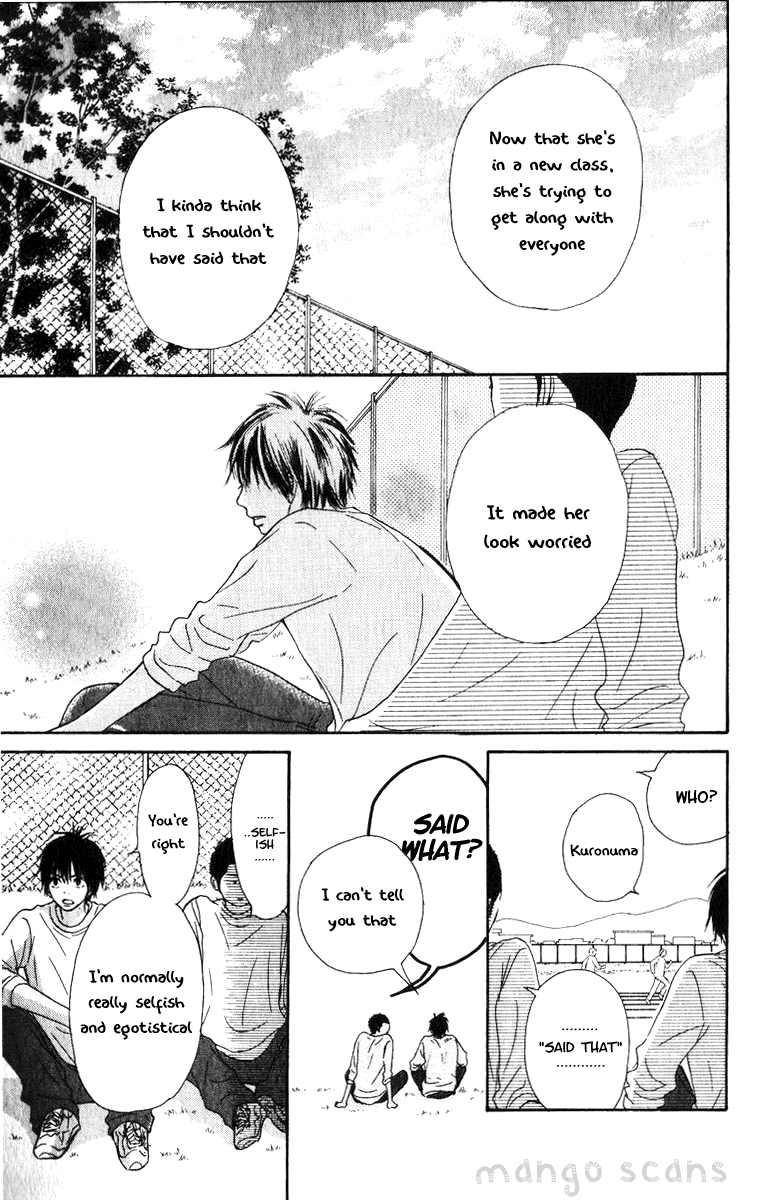 Now that she's
in a new class,
she's trying to
get along with
everyone
I kinda think
that I shouldn't
have said that
It made her
look worried
WHO?
Kuronuma
.........
"SAID THAT"
.........
SAID
WHAT?
I can't tell
you that
.....
..SELF-
ISH
......
You're
right
I'm normally
really selfish
and egotistical
mango scans